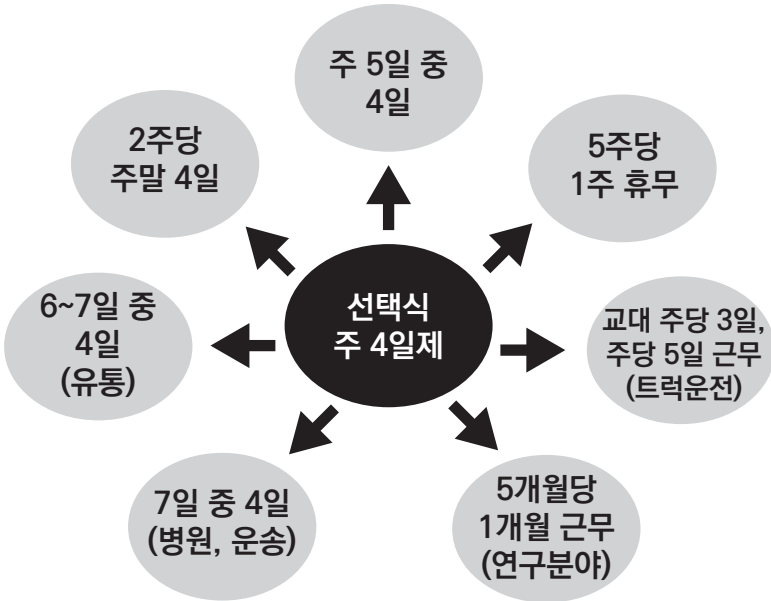 주 5일 중
4일
2주당
주말 4일
5주당
1주 휴무
선택식
주 4일제
6~7일 중
4일
(유통)
교대 주당 3일,
주당 5일 근무
(트럭운전)
7일 중 4일
(병원, 운송)
5개월당
1개월 근무
(연구분야)